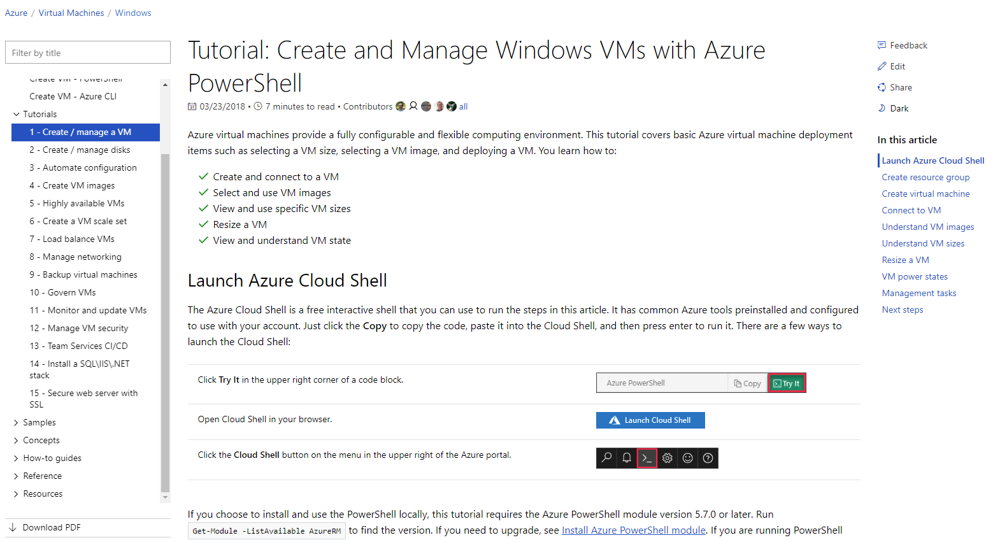 Azure / Virtual Machines / Windows
Filter by title
Create VM - PowerShell
Create VM - Azure CLI
Tutorials
1 - Create / manage a VM
2 - Create / manage disks
3 - Automate configuration
4 - Create VM images
5 - Highly available VMs
6 - Create a VM scale set
7 - Load balance VMs
8 - Manage networking
9 - Backup virtual machines
10 - Govern VMs
11 - Monitor and update VMs
12 - Manage VM security
13 - Team Services CI/CD
14 - Install a SQL\IIS\.NET
stack
15 - Secure web server with
SSL
Samples
Concepts
How-to guides
Reference
Resources
Download PDF
Tutorial: Create and Manage Windows VMs with Azure
PowerShell
03/23/2018 • 7 minutes to read • Contributors all
Azure virtual machines provide a fully configurable and flexible computing environment. This tutorial covers basic Azure virtual machine deployment
items such as selecting a VM size, selecting a VM image, and deploying a VM. You learn how to:
Create and connect to a VM
Select and use VM images
View and use specific VM sizes
Resize a VM
View and understand VM state
Launch Azure Cloud Shell
The Azure Cloud Shell is a free interactive shell that you can use to run the steps in this article. It has common Azure tools preinstalled and configured
to use with your account. Just click the Copy to copy the code, paste it into the Cloud Shell, and then press enter to run it. There are a few ways to
launch the Cloud Shell:
Click Try It in the upper right corner of a code block.
Azure PowerShell Copy Try It
Open Cloud Shell in your browser.
Launch Cloud Shell
Click the Cloud Shell button on the menu in the upper right of the Azure portal.
If you choose to install and use the PowerShell locally, this tutorial requires the Azure PowerShell module version 5.7.0 or later. Run
Get-Module -ListAvailable AzureRM to find the version. If you need to upgrade, see Install Azure PowerShell module. If you are running PowerShell
Feedback
Edit
Share
Dark
In this article
Launch Azure Cloud Shell
Create resource group
Create virtual machine
Connect to VM
Understand VM images
Understand VM sizes
Resize a VM
VM power states
Management tasks
Next steps